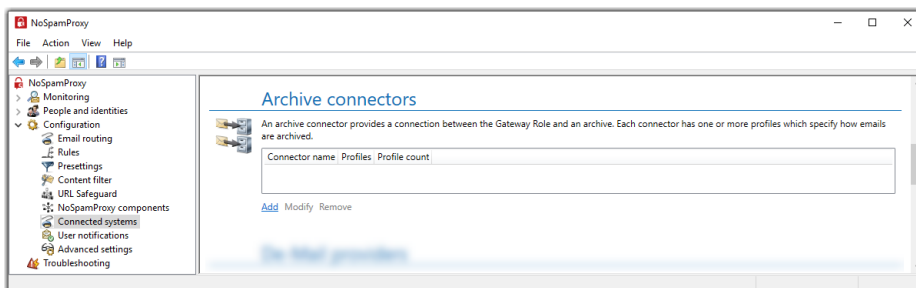 NoSpamProxy
File Action View Help
NoSpamProxy
Monitoring
People and identities
Configuration
Email routing
Rules
Presettings
Content filter
URL Safeguard
NoSpamProxy components
Connected systems
User notifications
Advanced settings
Troubleshooting
Archive connectors
An archive connector provides a connection between the Gateway Role and an archive. Each connector has one or more profiles which specify how emails
are archived.
Connector name Profiles Profile count
Add Modify Remove
De-Mail providers